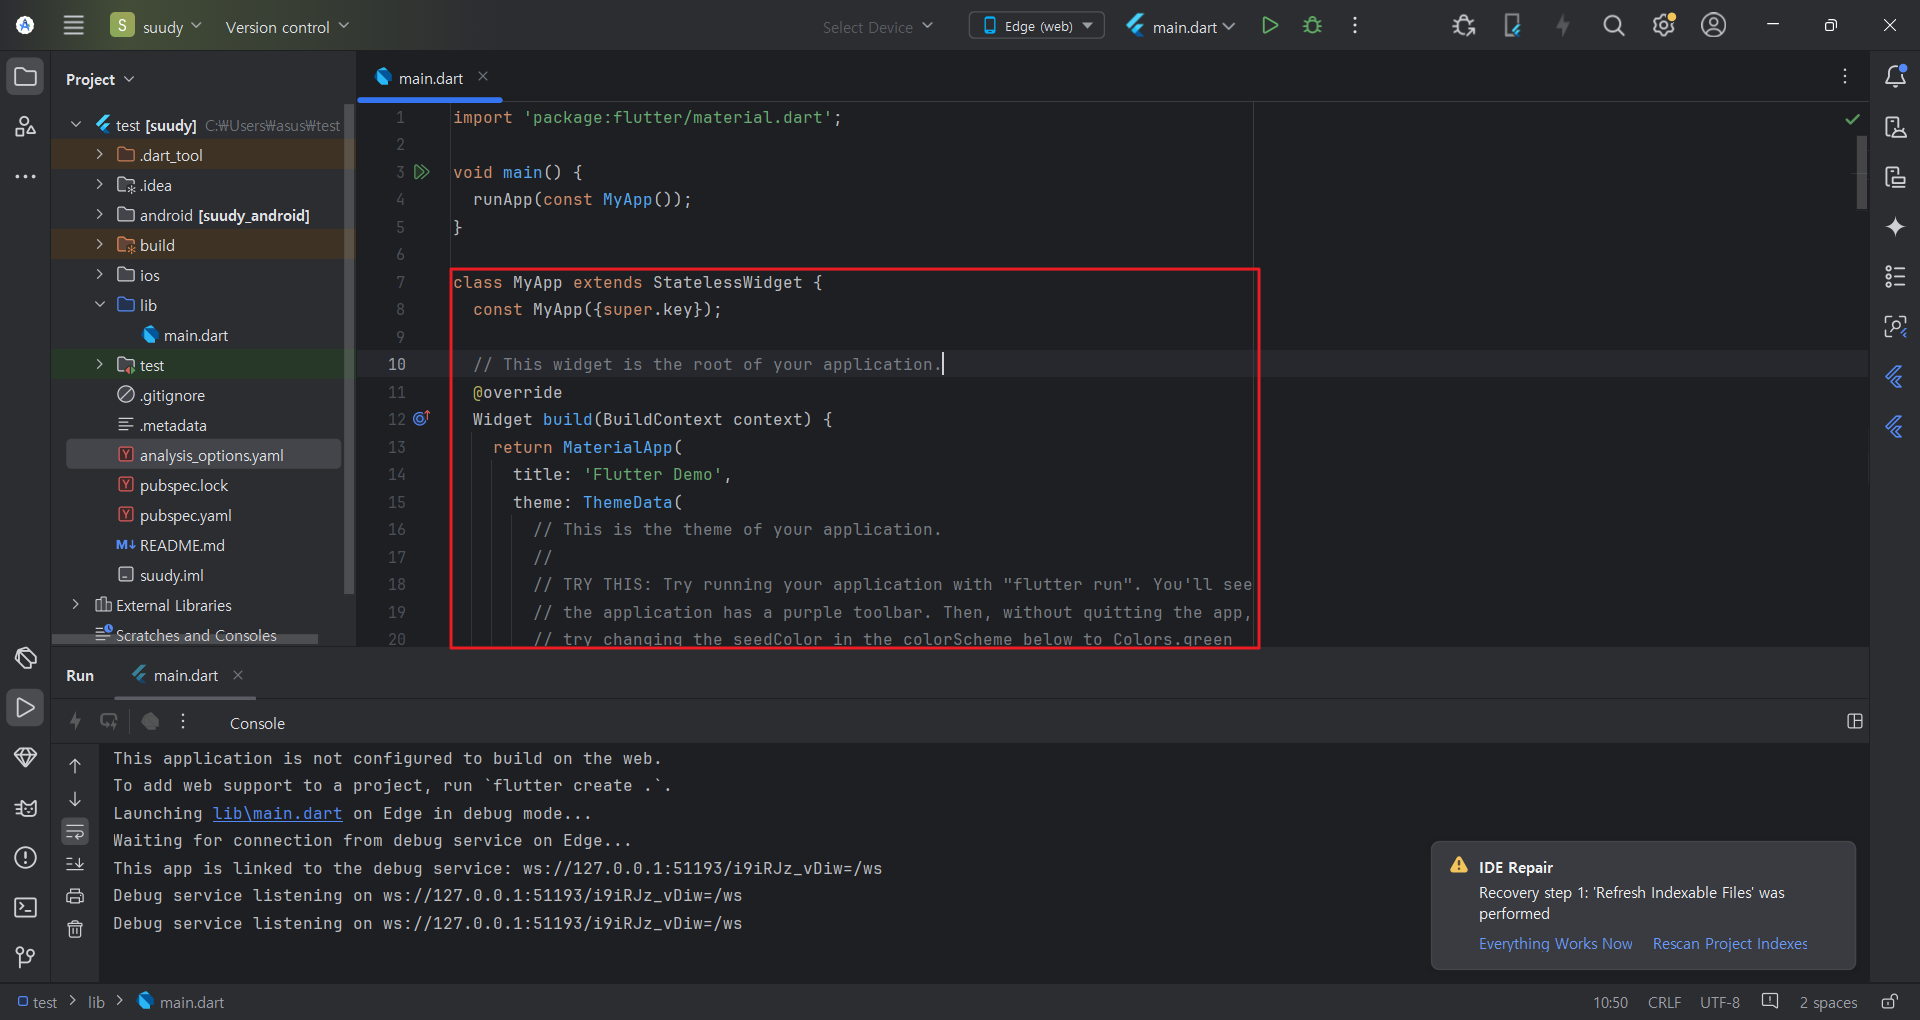 S suudy Version control Select Device Edge (web) main.dart
Project
main.dart
test [suudy] C:₩Users₩asus₩test
.dart_tool
.idea
android [suudy_android]
build
ios
lib
main.dart
test
.gitignore
.metadata
analysis_options.yaml
pubspec.lock
pubspec.yaml
M↓ README.md
suudy.iml
External Libraries
Scratches and Consoles
1 import 'package:flutter/material.dart';
2
3 void main() {
4 runApp(const MyApp());
5 }
6
7 class MyApp extends StatelessWidget {
8 const MyApp({super.key});
9
10 // This widget is the root of your application.
11 @override
12 Widget build(BuildContext context) {
13 return MaterialApp(
14 title: 'Flutter Demo',
15 theme: ThemeData(
16 // This is the theme of your application.
17 //
18 // TRY THIS: Try running your application with "flutter run". You'll see
19 // the application has a purple toolbar. Then, without quitting the app,
20 // try changing the seedColor in the colorScheme below to Colors.green
Run main.dart
Console
This application is not configured to build on the web.
To add web support to a project, run `flutter create .`.
Launching lib\main.dart on Edge in debug mode...
Waiting for connection from debug service on Edge...
This app is linked to the debug service: ws://127.0.0.1:51193/i9iRJz_vDiw=/ws
Debug service listening on ws://127.0.0.1:51193/i9iRJz_vDiw=/ws
Debug service listening on ws://127.0.0.1:51193/i9iRJz_vDiw=/ws
IDE Repair
Recovery step 1: 'Refresh Indexable Files' was
performed
Everything Works Now Rescan Project Indexes
test > lib > main.dart
10:50 CRLF UTF-8 2 spaces